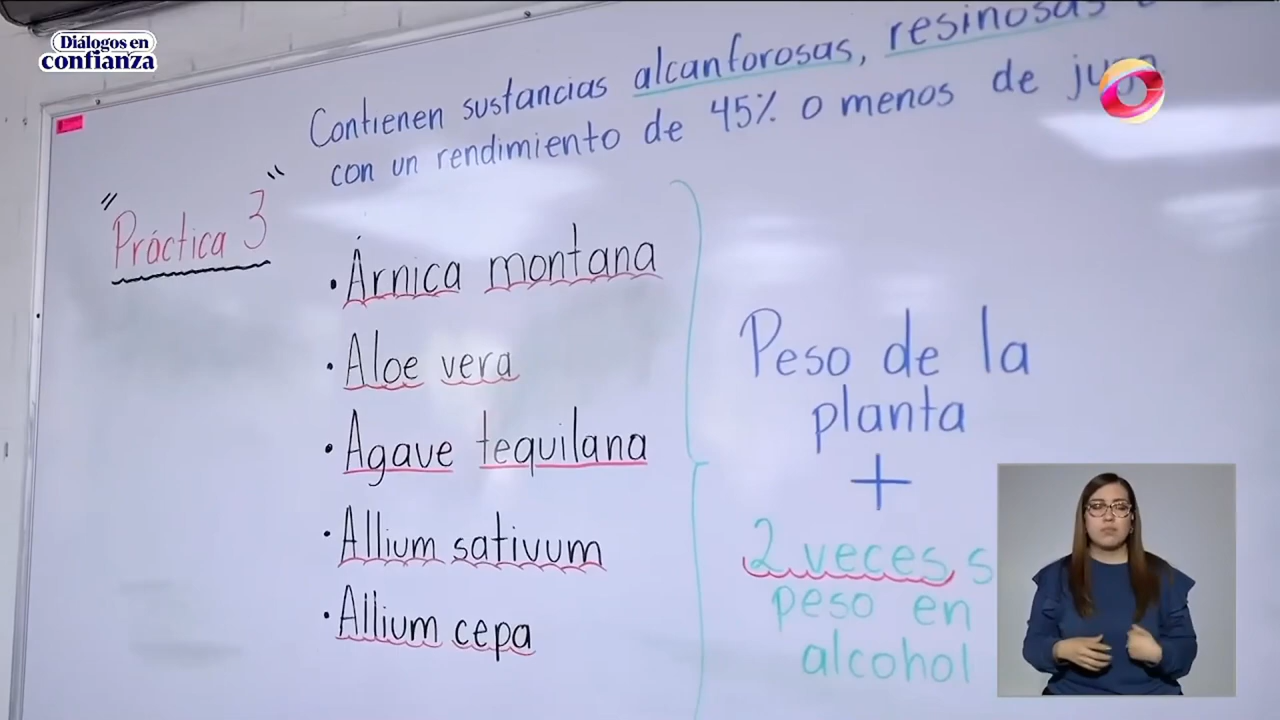 Diálogos en
confianza
Contienen sustancias alcanforosas, resinosas
con un rendimiento de 45% o menos de jugo
"Práctica 3"
• Árnica montana
• Aloe vera
• Agave tequilana
• Allium sativum
• Allium cepa
Peso de la
planta
+
2 veces s
peso en
alcohol